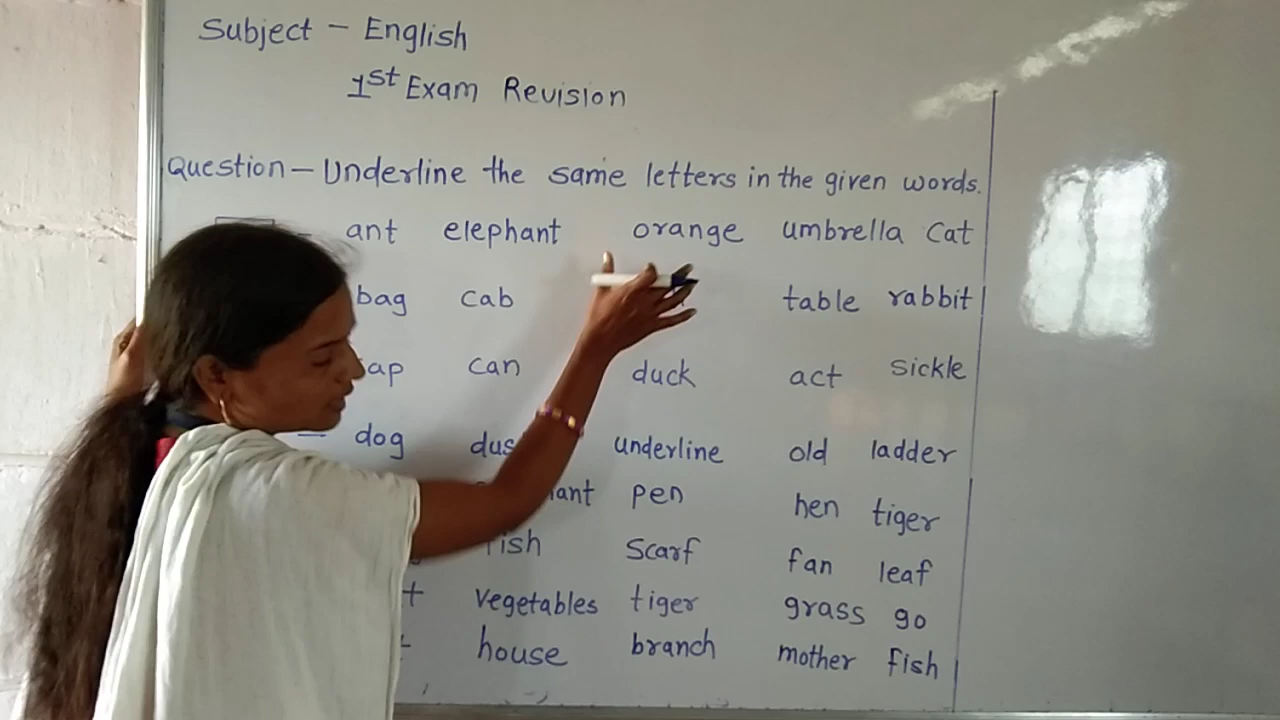 Subject - English
1st Exam Revision
Question - Underline the same letters in the given words.
- ant elephant orange umbrella Cat
bag cab table rabbit
can duck act sickle
- dog underline old ladder
pen hen tiger
fish Scarf fan leaf
vegetables tiger grass go
house branch mother fish